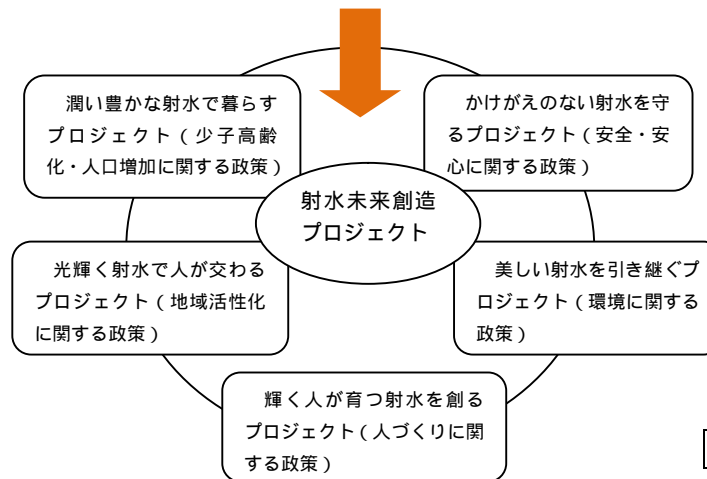 潤い豊かな射水で暮らす
プロジェクト(少子高齢
化・人口増加に関する政策)
かけがえのない射水を守
るプロジェクト(安全・安
心に関する政策)
射水未来創造
プロジェクト
光輝く射水で人が交わる
プロジェクト(地域活性化
に関する政策)
美しい射水を引き継ぐプ
ロジェクト(環境に関する
政策)
輝く人が育つ射水を創る
プロジェクト(人づくりに関
する政策)